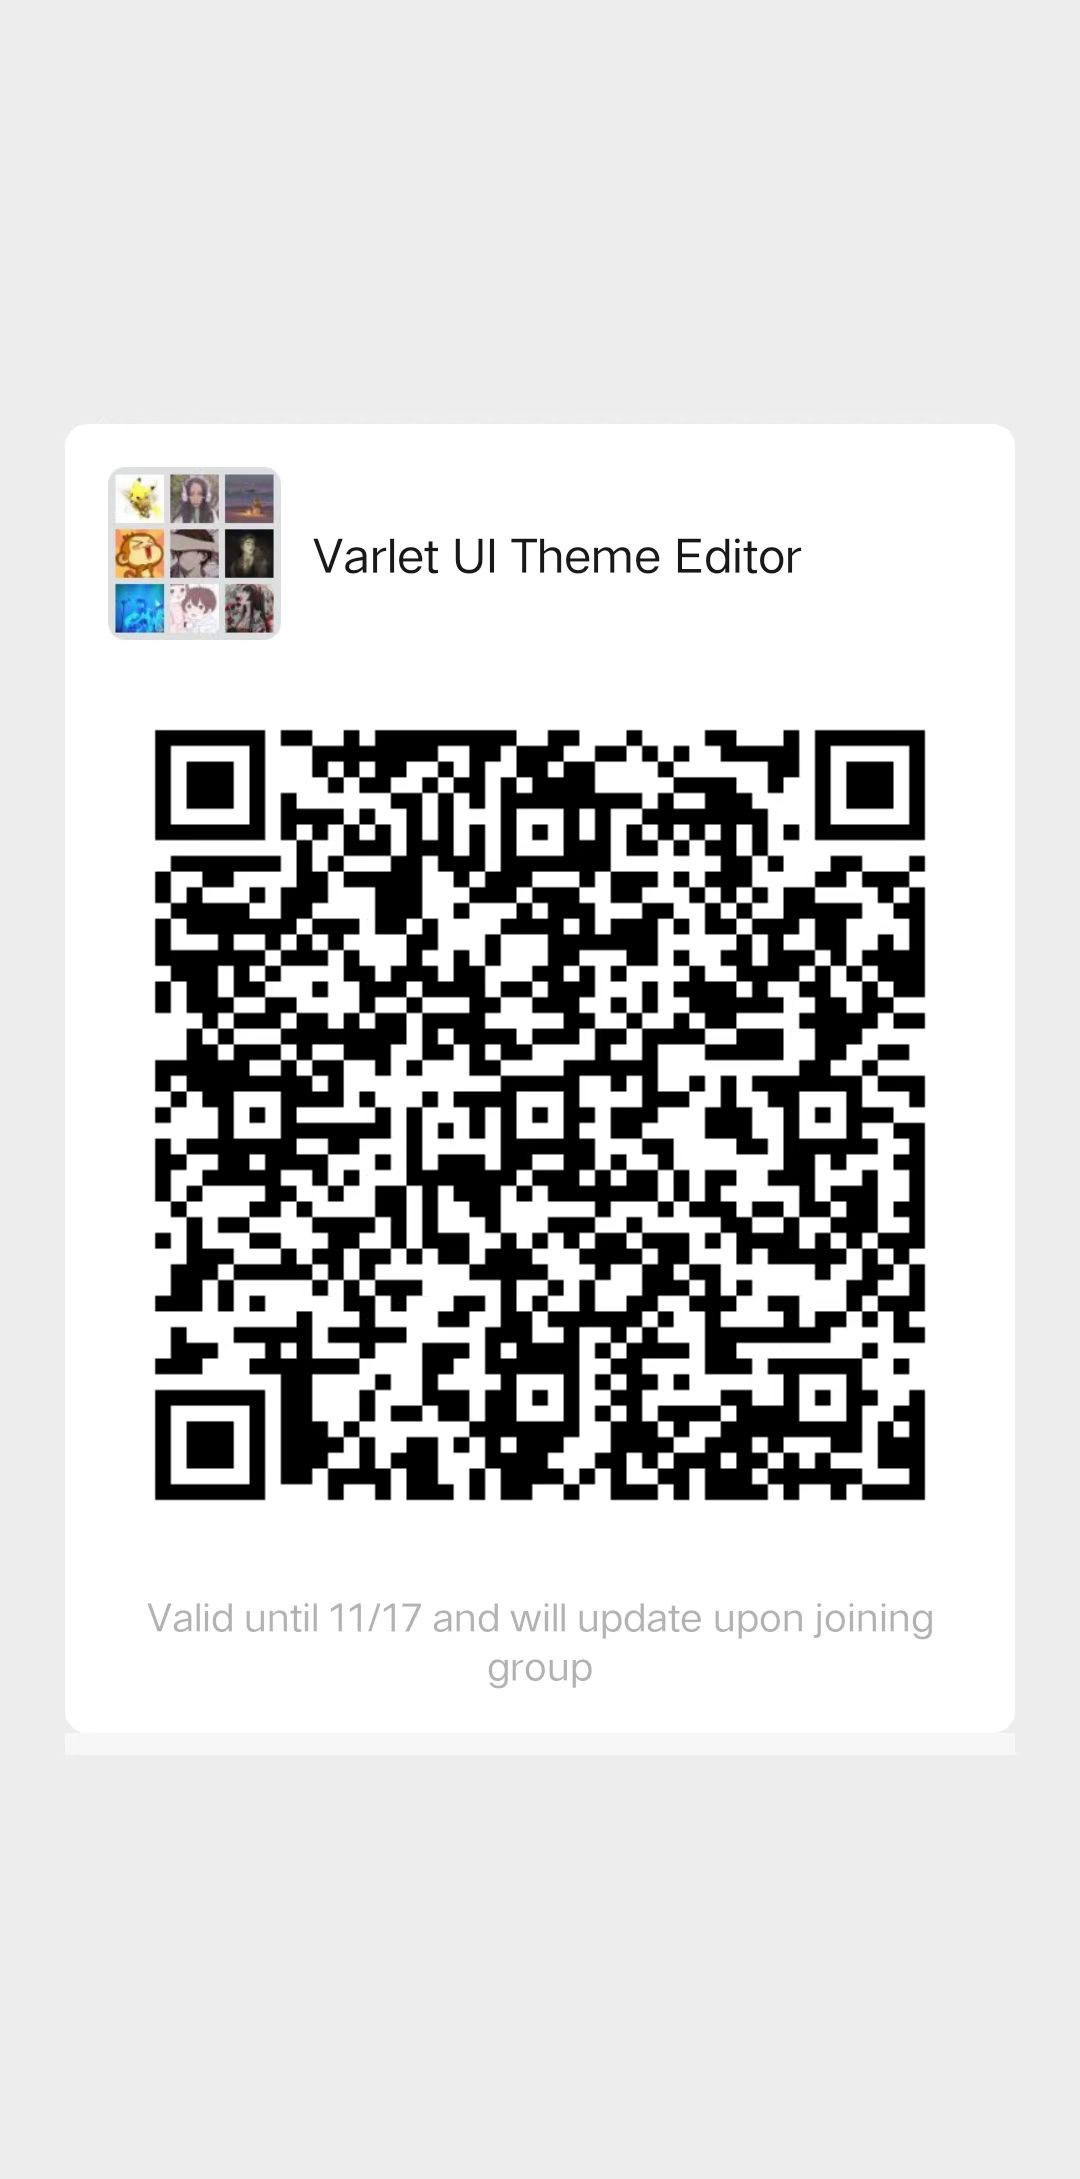 Varlet UI Theme Editor
Valid until 11/17 and will update upon joining
group